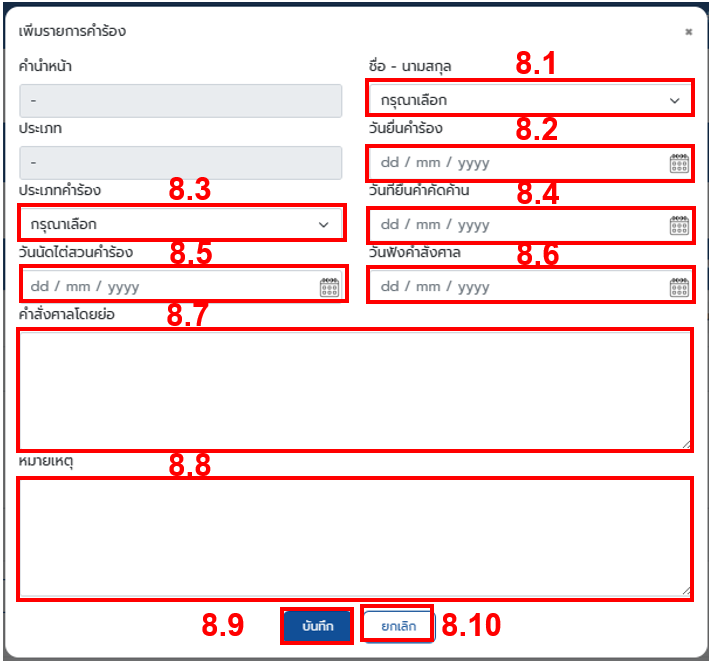 เพิ่มรายการคำร้อง ×
คำนำหน้า ชื่อ - นามสกุล 8.1
- กรุณาเลือก
ประเภท วันยื่นคำร้อง 8.2
- dd / mm / yyyy
ประเภทคำร้อง 8.3 วันที่ยื่นคำคัดค้าน 8.4
กรุณาเลือก dd / mm / yyyy
วันนัดไต่สวนคำร้อง 8.5 วันฟังคำสั่งศาล 8.6
dd / mm / yyyy dd / mm / yyyy
คำสั่งศาลโดยย่อ 8.7
หมายเหตุ 8.8
8.9 บันทึก ยกเลิก 8.10